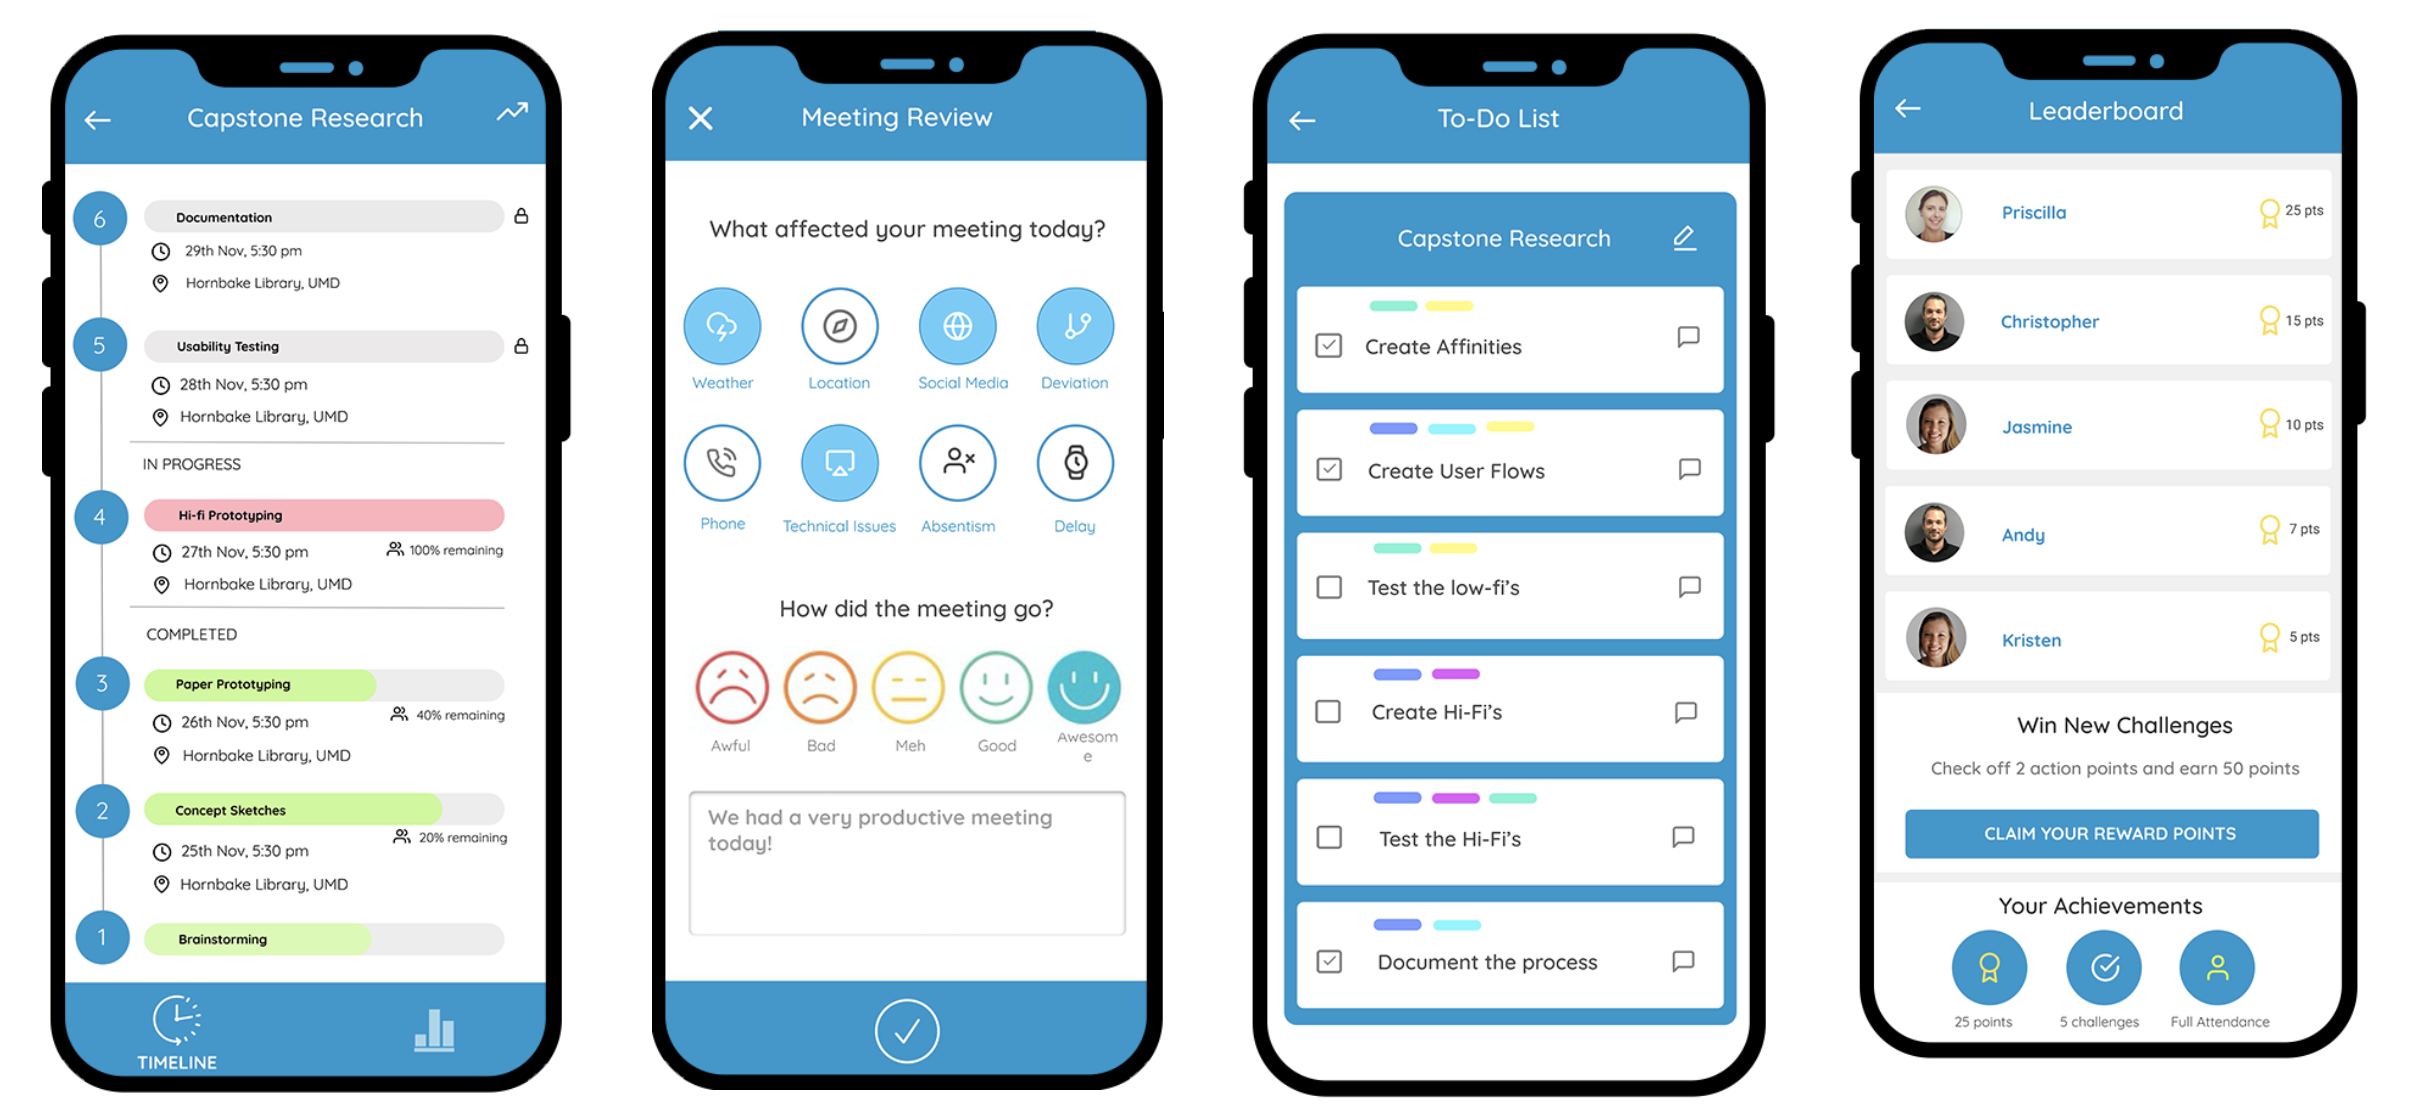 Capstone Research
6
Documentation
29th Nov, 5:30 pm
Hornbake Library, UMD
5
Usability Testing
28th Nov, 5:30 pm
Hornbake Library, UMD
IN PROGRESS
4
Hi-fi Prototyping
27th Nov, 5:30 pm
100% remaining
Hornbake Library, UMD
COMPLETED
3
Paper Prototyping
26th Nov, 5:30 pm
40% remaining
Hornbake Library, UMD
2
Concept Sketches
20% remaining
25th Nov, 5:30 pm
Hornbake Library, UMD
1
Brainstorming
TIMELINE
Meeting Review
What affected your meeting today?
Weather
Location
Social Media
Deviation
Phone
Technical Issues
Absentism
Delay
How did the meeting go?
Awful
Bad
Meh
Good
Awesom
e
We had a very productive meeting
today!
To-Do List
Capstone Research
Create Affinities
Create User Flows
Test the low-fi's
Create Hi-Fi's
Test the Hi-Fi's
Document the process
Leaderboard
Priscilla
25 pts
Christopher
15 pts
Jasmine
10 pts
Andy
7 pts
Kristen
5 pts
Win New Challenges
Check off 2 action points and earn 50 points
CLAIM YOUR REWARD POINTS
Your Achievements
25 points
5 challenges
Full Attendance